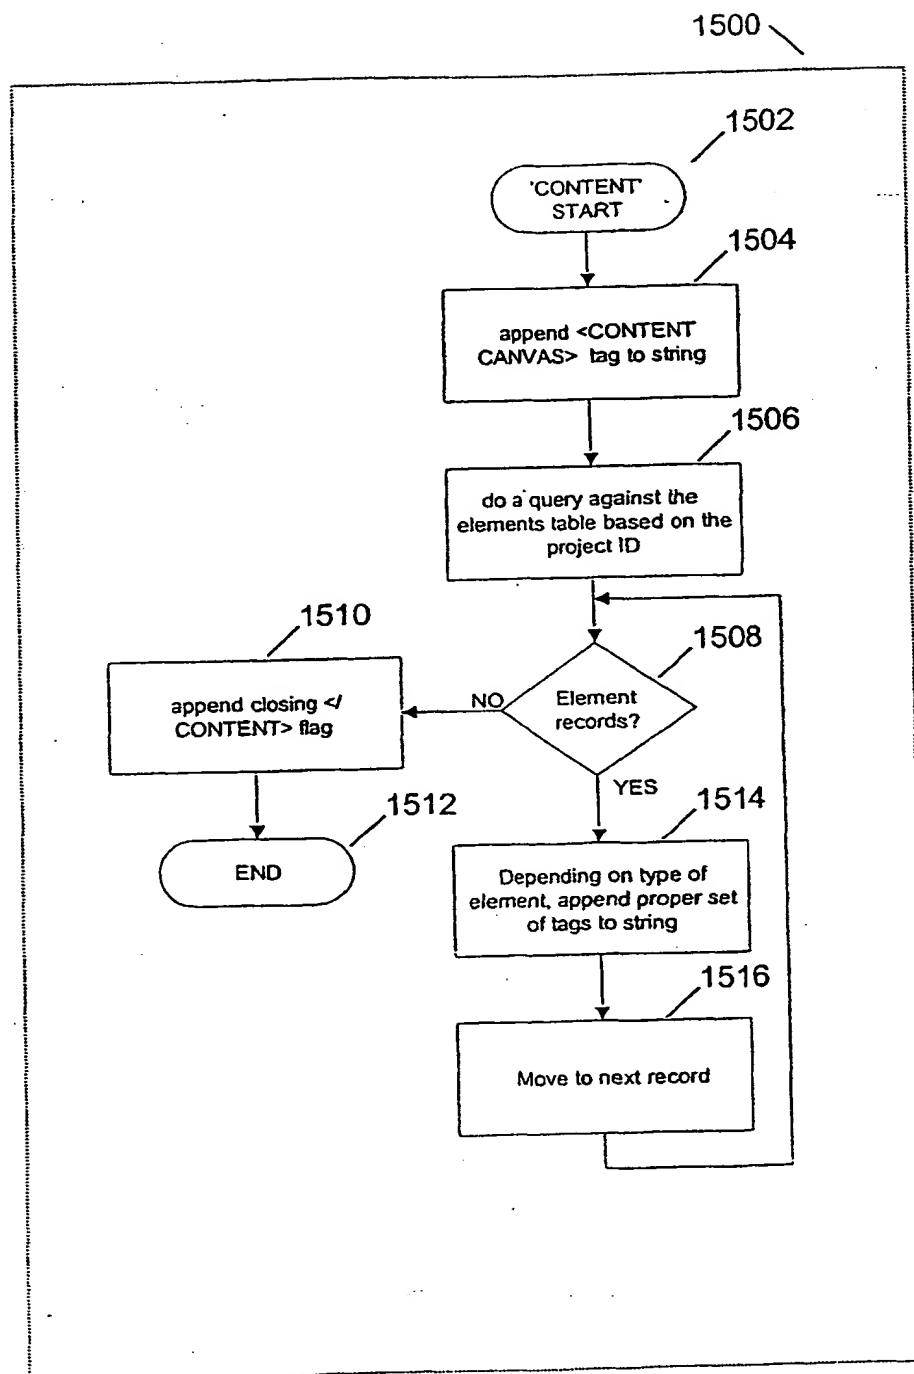 1500
1502
'CONTENT'
START
1504
append <CONTENT
CANVAS> tag to string
1506
do a query against the
elements table based on the
project ID
1508
Element
records?
NO
1510
append closing </
CONTENT> flag
1512
END
YES
1514
Depending on type of
element, append proper set
of tags to string
1516
Move to next record